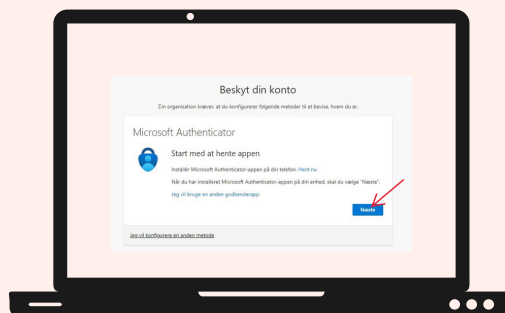 Beskyt din konto
Din organisation kræver, at du konfigurerer følgende metoder til at bevise, hvem du er.
Microsoft Authenticator
Start med at hente appen
Installér Microsoft Authenticator-appen på din telefon. Hent nu
Når du har installeret Microsoft Authenticator-appen på din enhed, skal du vælge "Næste".
Jeg vil bruge en anden godkenderapp
Næste
Jeg vil konfigurere en anden metode